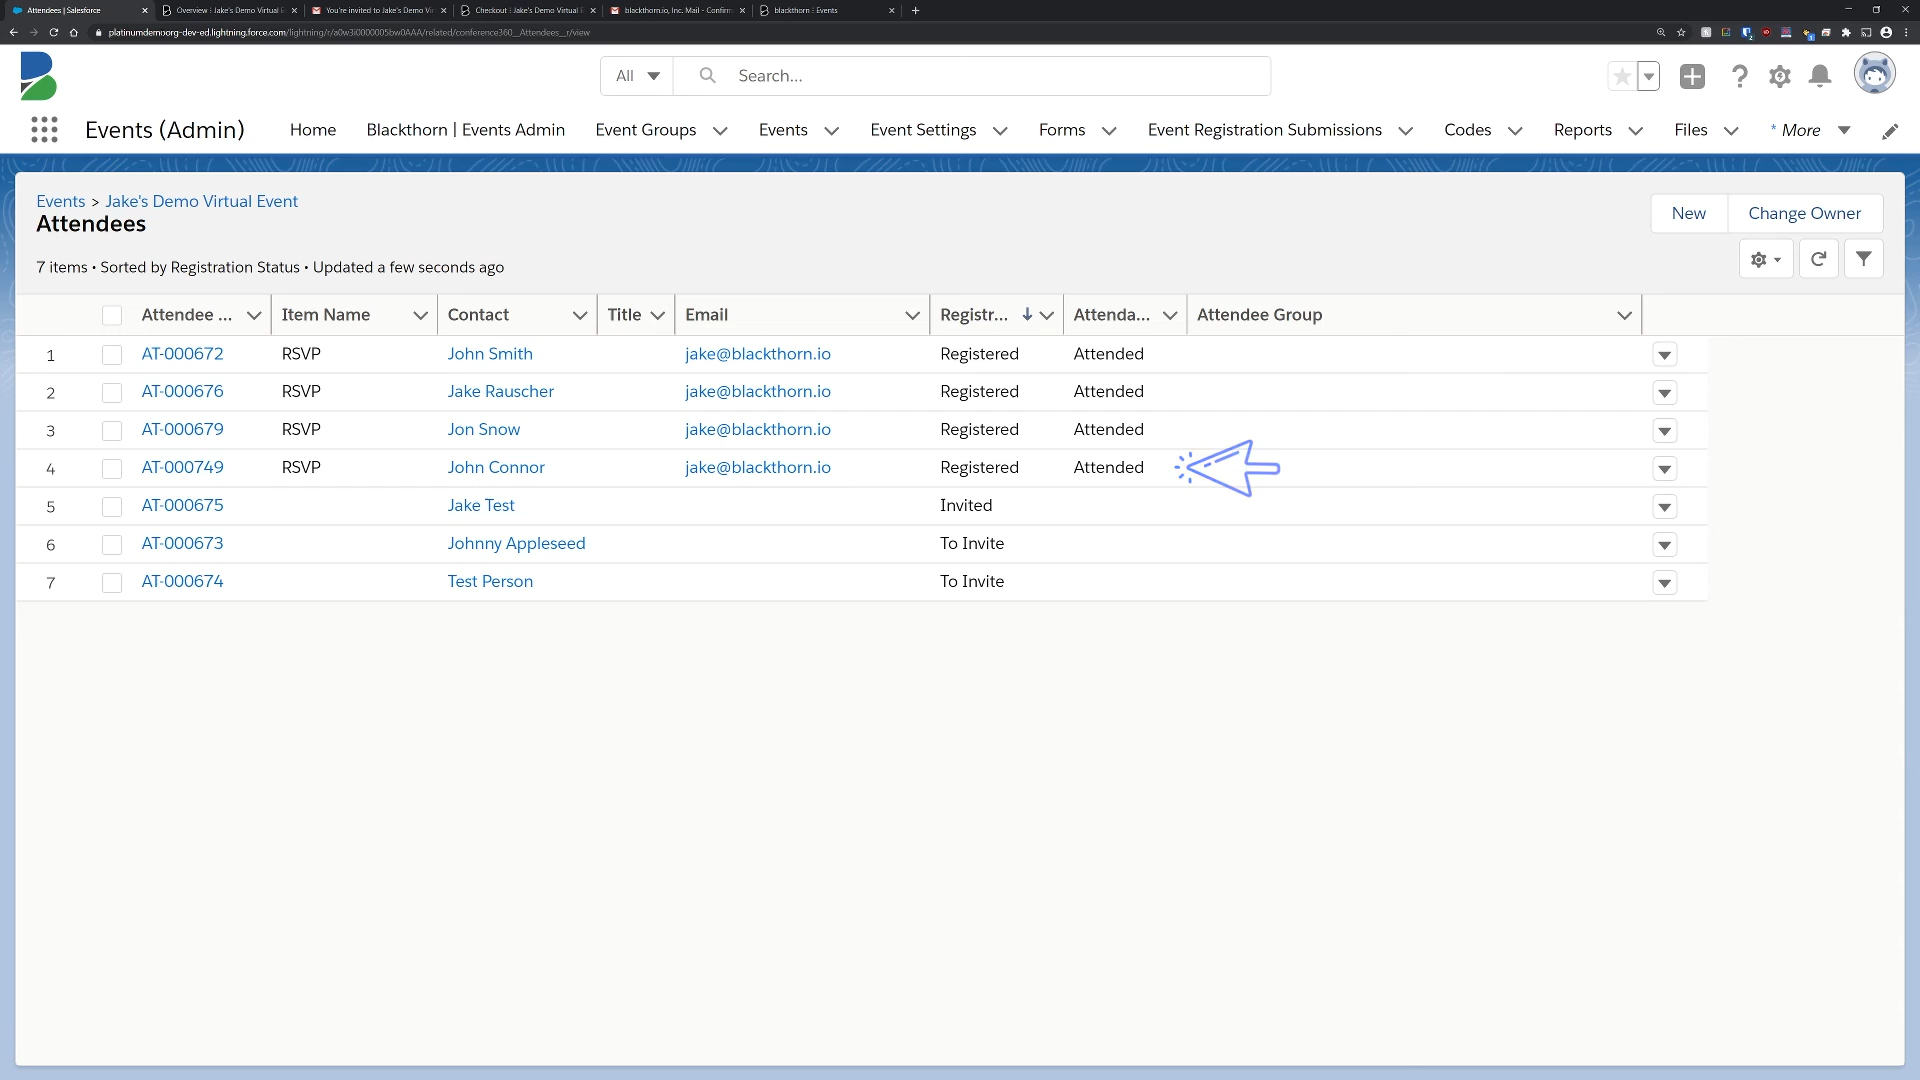 Attendees | Salesforce
Overview : Jake's Demo Virtual E
You're invited to Jake's Demo Vir
Checkout : Jake's Demo Virtual E
blackthorn.io, Inc. Mail - Confirm
blackthorn : Events
platinumdemoorg-dev-ed.lightning.force.com/lightning/r/a0w3i0000005bw0AAA/related/conference360__Attendees__r/view
All
Search...
Events (Admin)
Home
Blackthorn | Events Admin
Event Groups
Events
Event Settings
Forms
Event Registration Submissions
Codes
Reports
Files
* More
Events > Jake's Demo Virtual Event
Attendees
New
Change Owner
7 items • Sorted by Registration Status • Updated a few seconds ago
Attendee ... Item Name Contact Title Email Registr... Attenda... Attendee Group
1 AT-000672 RSVP John Smith jake@blackthorn.io Registered Attended
2 AT-000676 RSVP Jake Rauscher jake@blackthorn.io Registered Attended
3 AT-000679 RSVP Jon Snow jake@blackthorn.io Registered Attended
4 AT-000749 RSVP John Connor jake@blackthorn.io Registered Attended
5 AT-000675 Jake Test Invited
6 AT-000673 Johnny Appleseed To Invite
7 AT-000674 Test Person To Invite